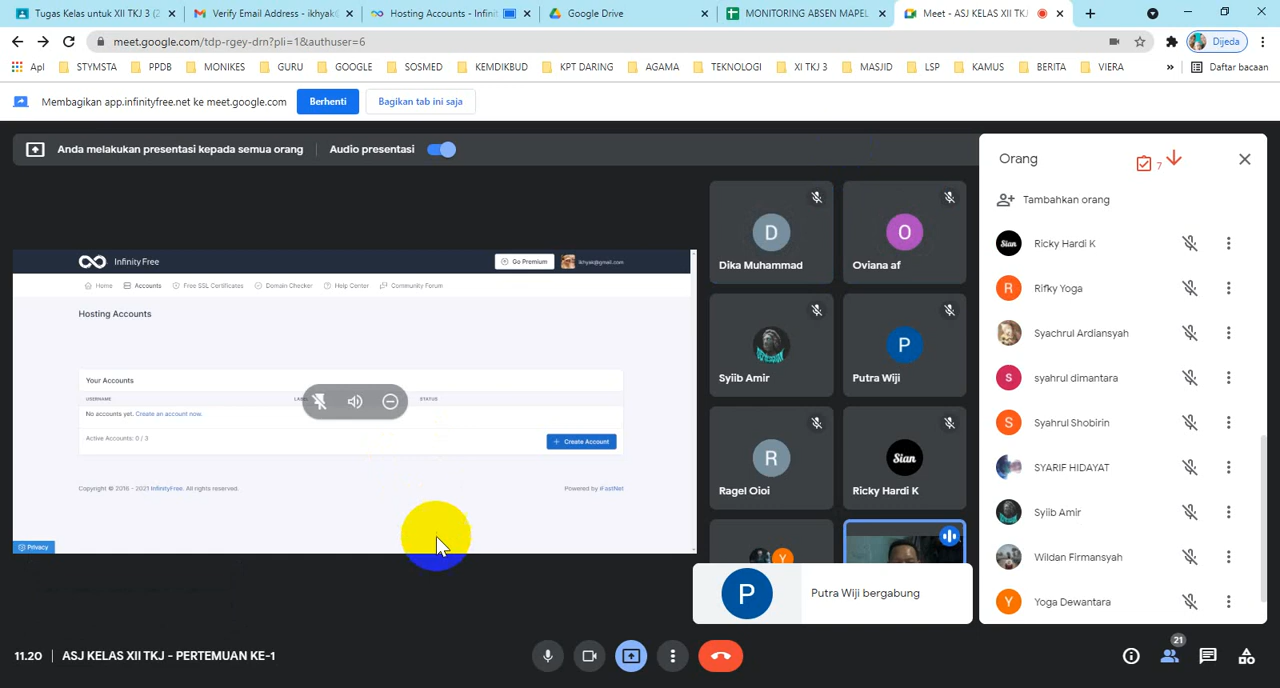 Tugas Kelas untuk XII TKJ 3 (2
Verify Email Address - ikhyak@g
Hosting Accounts - Infinit
Google Drive
MONITORING ABSEN MAPEL
Meet - ASJ KELAS XII TKJ
meet.google.com/tdp-rgey-drn?pli=1&authuser=6
Dijeda
Apl
STYMSTA
PPDB
MONIKES
GURU
GOOGLE
SOSMED
KEMDIKBUD
KPT DARING
AGAMA
TEKNOLOGI
XI TKJ 3
MASJID
LSP
KAMUS
BERITA
VIERA
»
Daftar bacaan
Membagikan app.infinityfree.net ke meet.google.com
Berhenti
Bagikan tab ini saja
Anda melakukan presentasi kepada semua orang
Audio presentasi
InfinityFree
Go Premium
ikhyak@gmail.com
Home
Accounts
Free SSL Certificates
Domain Checker
Help Center
Community Forum
Hosting Accounts
Your Accounts
USERNAME
STATUS
No accounts yet. Create an account now.
Active Accounts: 0 / 3
+ Create Account
Copyright © 2016 - 2021 InfinityFree. All rights reserved.
Powered by iFastNet
Privacy
D
Dika Muhammad
O
Oviana af
Syiib Amir
P
Putra Wiji
R
Ragel Oioi
Sian
Ricky Hardi K
Y
P
Putra Wiji bergabung
Orang
7
Tambahkan orang
Sian
Ricky Hardi K
R
Rifky Yoga
Syachrul Ardiansyah
S
syahrul dimantara
S
Syahrul Shobirin
SYARIF HIDAYAT
Syiib Amir
Wildan Firmansyah
Y
Yoga Dewantara
11.20
ASJ KELAS XII TKJ - PERTEMUAN KE-1
21